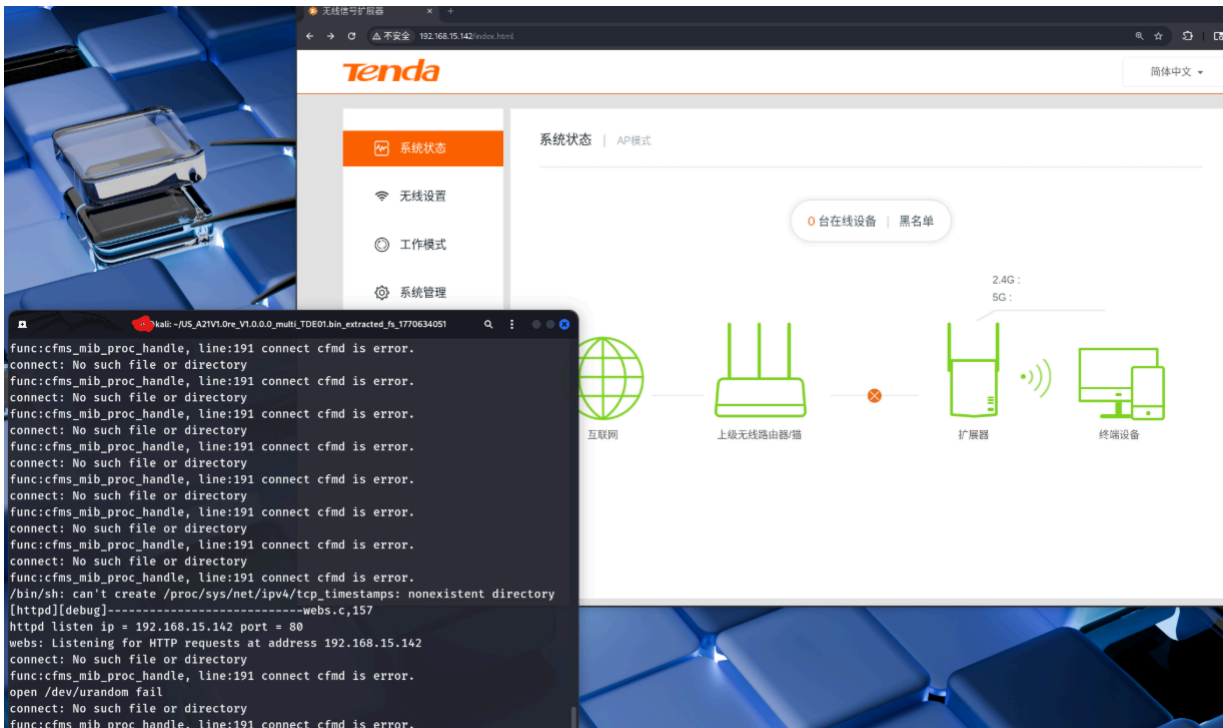 无线信号扩展器
不安全 192.168.15.142/index.html
Tenda
简体中文
系统状态
无线设置
工作模式
系统管理
系统状态 | AP模式
0 台在线设备 | 黑名单
2.4G :
5G :
互联网
上级无线路由器/猫
扩展器
终端设备
kali: ~/US_A21V1.0re_V1.0.0.0_multi_TDE01.bin_extracted_fs_1770634051
func:cfms_mib_proc_handle, line:191 connect cfmd is error.
connect: No such file or directory
func:cfms_mib_proc_handle, line:191 connect cfmd is error.
connect: No such file or directory
func:cfms_mib_proc_handle, line:191 connect cfmd is error.
connect: No such file or directory
func:cfms_mib_proc_handle, line:191 connect cfmd is error.
connect: No such file or directory
func:cfms_mib_proc_handle, line:191 connect cfmd is error.
connect: No such file or directory
func:cfms_mib_proc_handle, line:191 connect cfmd is error.
connect: No such file or directory
func:cfms_mib_proc_handle, line:191 connect cfmd is error.
connect: No such file or directory
func:cfms_mib_proc_handle, line:191 connect cfmd is error.
/bin/sh: can't create /proc/sys/net/ipv4/tcp_timestamps: nonexistent directory
[httpd][debug]----------------------------webs.c,157
httpd listen ip = 192.168.15.142 port = 80
webs: Listening for HTTP requests at address 192.168.15.142
connect: No such file or directory
func:cfms_mib_proc_handle, line:191 connect cfmd is error.
open /dev/urandom fail
connect: No such file or directory
func:cfms_mib_proc_handle, line:191 connect cfmd is error.